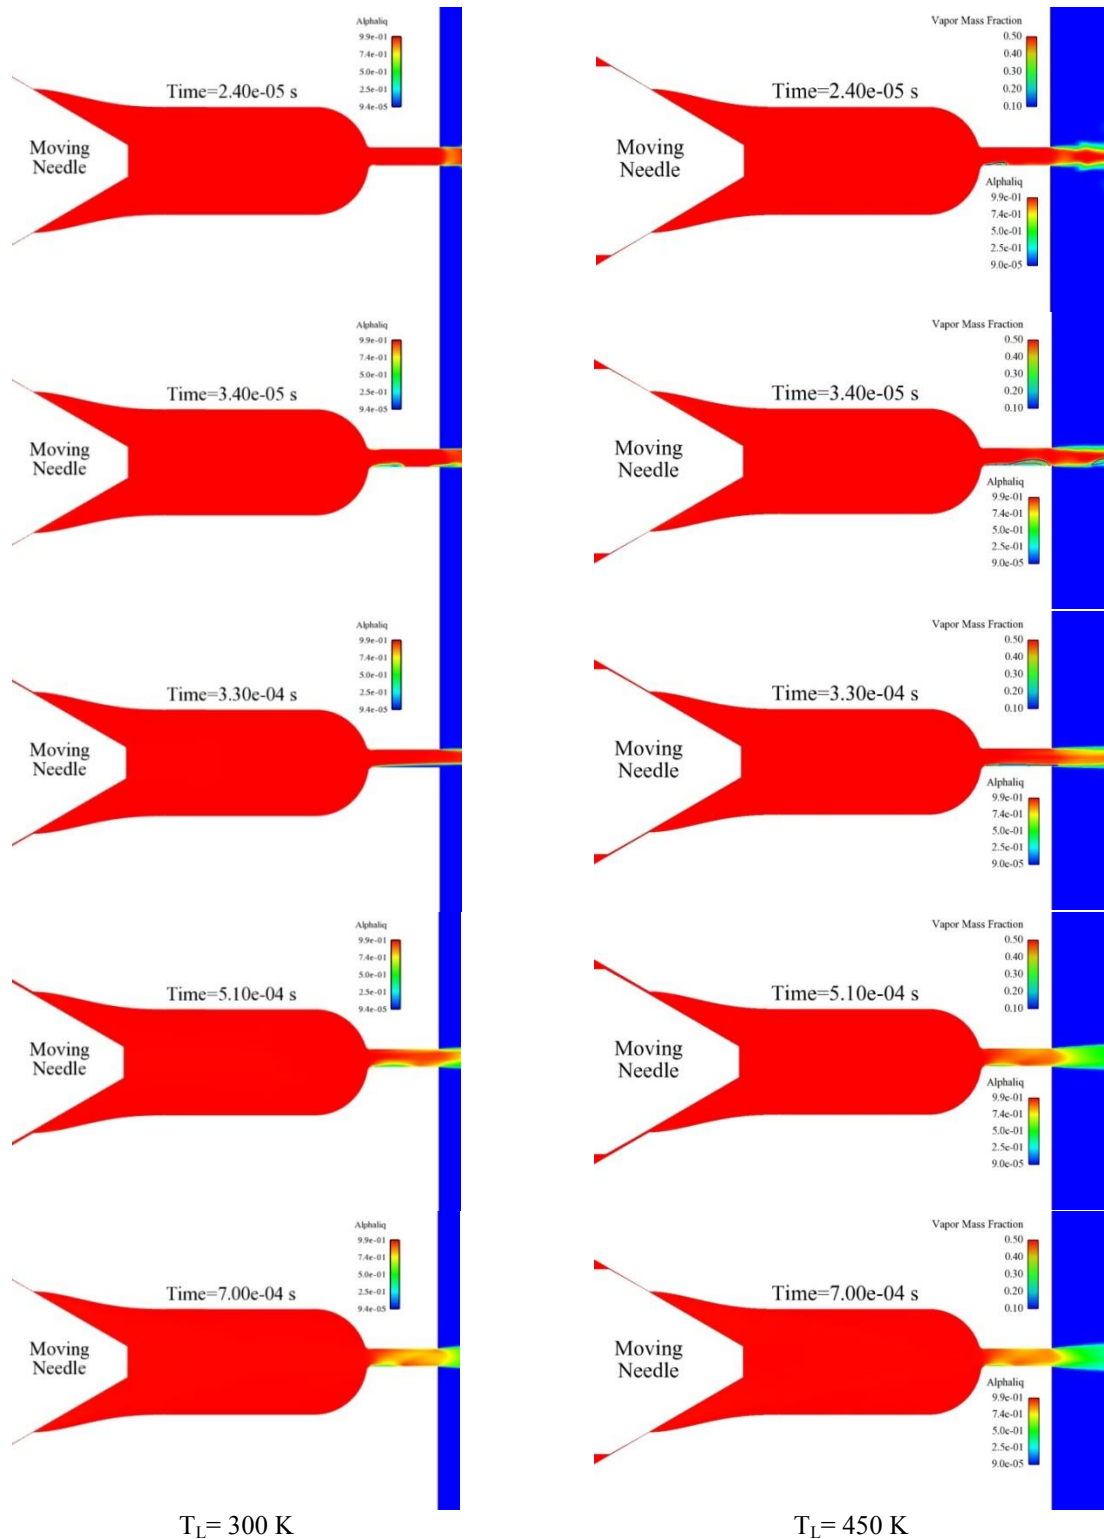 Alphaliq
9.9e-01
7.4e-01
5.0e-01
2.5e-01
9.4e-05
Time=2.40e-05 s
Moving
Needle
Vapor Mass Fraction
0.50
0.40
0.30
0.20
0.10
Time=2.40e-05 s
Moving
Needle
Alphaliq
9.9e-01
7.4e-01
5.0e-01
2.5e-01
9.0e-05
Alphaliq
9.9e-01
7.4e-01
5.0e-01
2.5e-01
9.4e-05
Time=3.40e-05 s
Moving
Needle
Vapor Mass Fraction
0.50
0.40
0.30
0.20
0.10
Time=3.40e-05 s
Moving
Needle
Alphaliq
9.9e-01
7.4e-01
5.0e-01
2.5e-01
9.0e-05
Alphaliq
9.9e-01
7.4e-01
5.0e-01
2.5e-01
9.4e-05
Time=3.30e-04 s
Moving
Needle
Vapor Mass Fraction
0.50
0.40
0.30
0.20
0.10
Time=3.30e-04 s
Moving
Needle
Alphaliq
9.9e-01
7.4e-01
5.0e-01
2.5e-01
9.0e-05
Alphaliq
9.9e-01
7.4e-01
5.0e-01
2.5e-01
9.4e-05
Time=5.10e-04 s
Moving
Needle
Vapor Mass Fraction
0.50
0.40
0.30
0.20
0.10
Time=5.10e-04 s
Moving
Needle
Alphaliq
9.9e-01
7.4e-01
5.0e-01
2.5e-01
9.0e-05
Alphaliq
9.9e-01
7.4e-01
5.0e-01
2.5e-01
9.4e-05
Time=7.00e-04 s
Moving
Needle
Vapor Mass Fraction
0.50
0.40
0.30
0.20
0.10
Time=7.00e-04 s
Moving
Needle
Alphaliq
9.9e-01
7.4e-01
5.0e-01
2.5e-01
9.0e-05
T_L= 300 K
T_L= 450 K